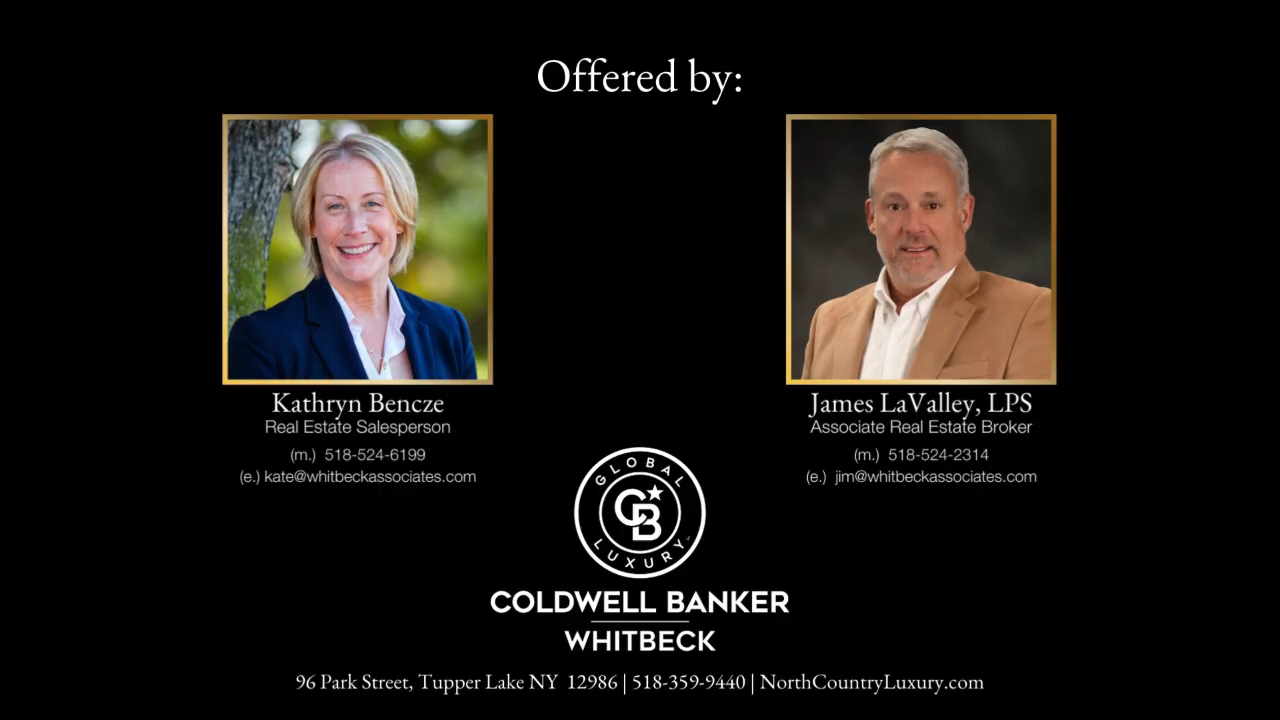 Offered by:
Kathryn Bencze
Real Estate Salesperson
(m.) 518-524-6199
(e.) kate@whitbeckassociates.com
James LaValley, LPS
Associate Real Estate Broker
(m.) 518-524-2314
(e.) jim@whitbeckassociates.com
GLOBAL
CB
LUXURY
COLDWELL BANKER
WHITBECK
96 Park Street, Tupper Lake NY 12986 | 518-359-9440 | NorthCountryLuxury.com